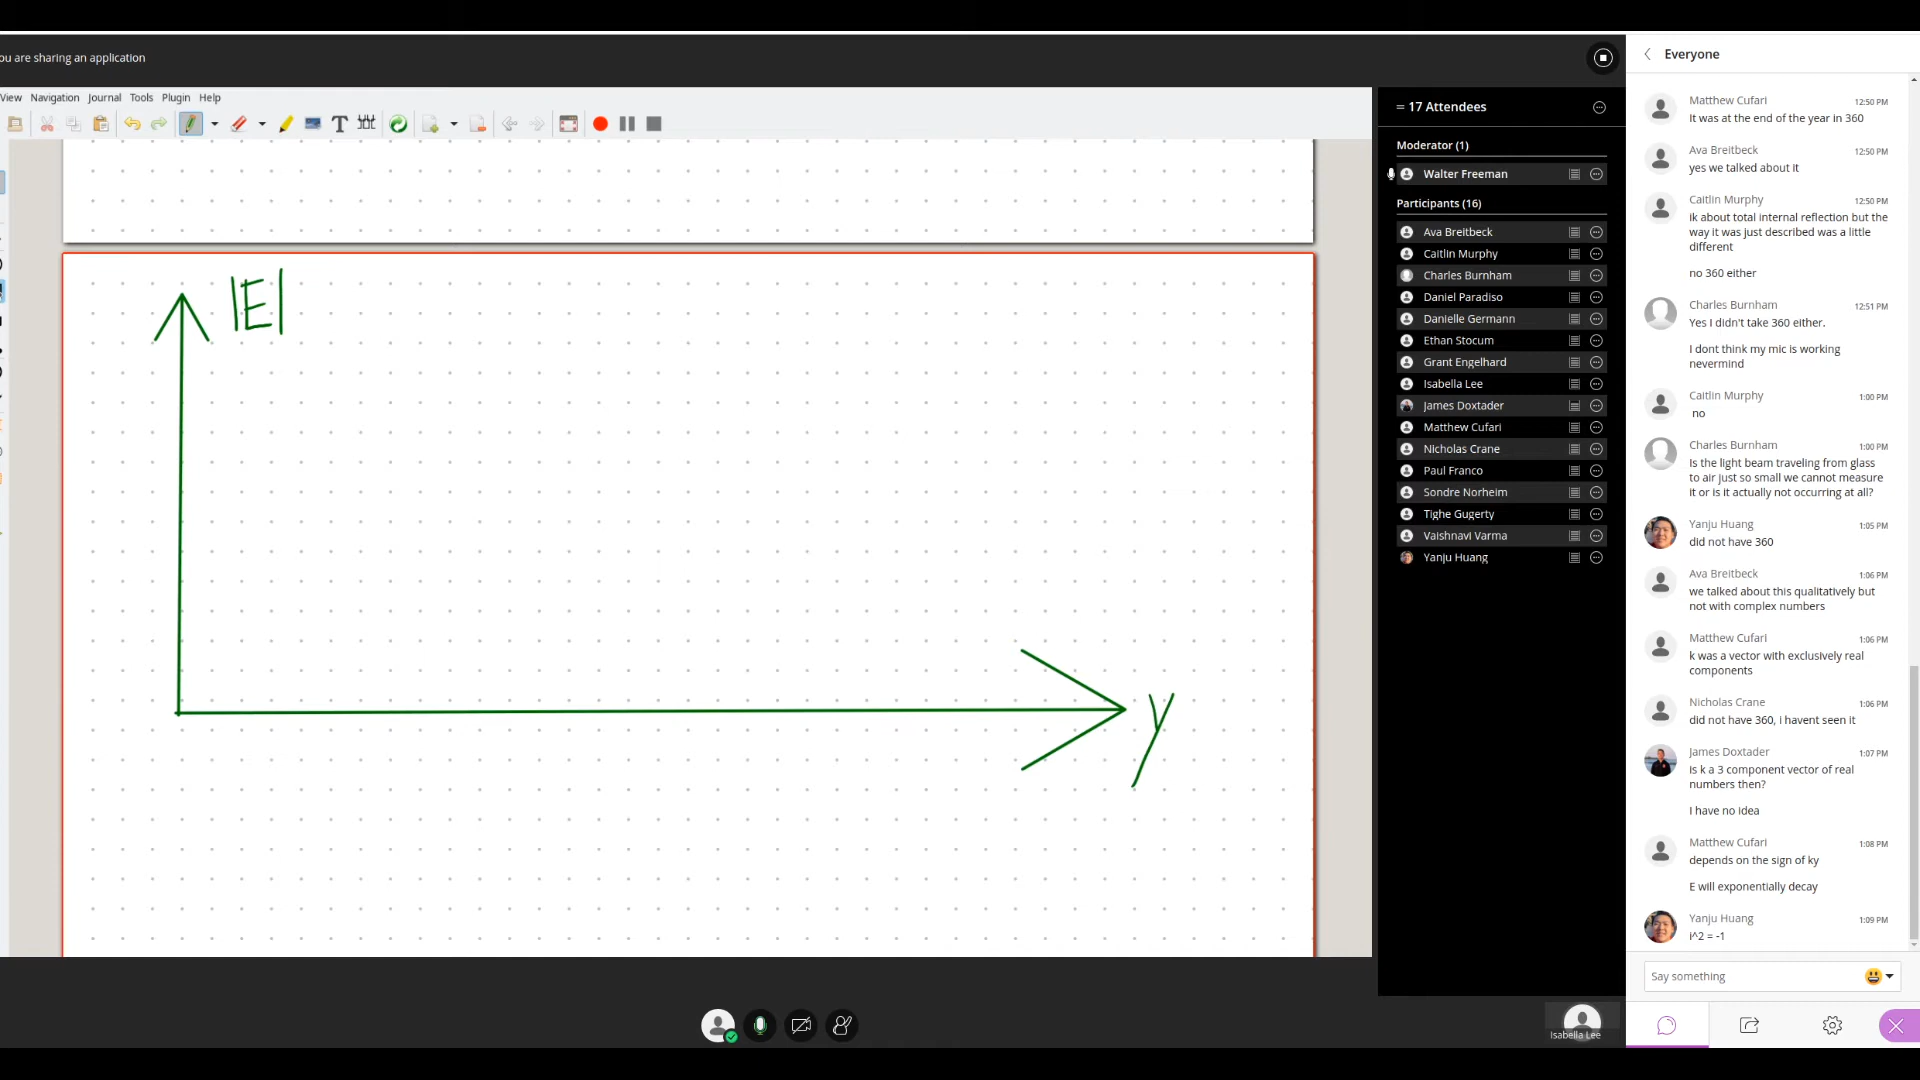 ou are sharing an application
View Navigation Journal Tools Plugin Help
T
|E|
y
17 Attendees
Moderator (1)
Walter Freeman
Participants (16)
Ava Breitbeck
Caitlin Murphy
Charles Burnham
Daniel Paradiso
Danielle Germann
Ethan Stocum
Grant Engelhard
Isabella Lee
James Doxtader
Matthew Cufari
Nicholas Crane
Paul Franco
Sondre Norheim
Tighe Gugerty
Vaishnavi Varma
Yanju Huang
Isabella Lee
Everyone
Matthew Cufari 12:50 PM
It was at the end of the year in 360
Ava Breitbeck 12:50 PM
yes we talked about it
Caitlin Murphy 12:50 PM
ik about total internal reflection but the
way it was just described was a little
different
no 360 either
Charles Burnham 12:51 PM
Yes I didn't take 360 either.
I dont think my mic is working
nevermind
Caitlin Murphy 1:00 PM
no
Charles Burnham 1:00 PM
Is the light beam traveling from glass
to air just so small we cannot measure
it or is it actually not occurring at all?
Yanju Huang 1:05 PM
did not have 360
Ava Breitbeck 1:06 PM
we talked about this qualitatively but
not with complex numbers
Matthew Cufari 1:06 PM
k was a vector with exclusively real
components
Nicholas Crane 1:06 PM
did not have 360, i havent seen it
James Doxtader 1:07 PM
is k a 3 component vector of real
numbers then?
I have no idea
Matthew Cufari 1:08 PM
depends on the sign of ky
E will exponentially decay
Yanju Huang 1:09 PM
i^2 = -1
Say something